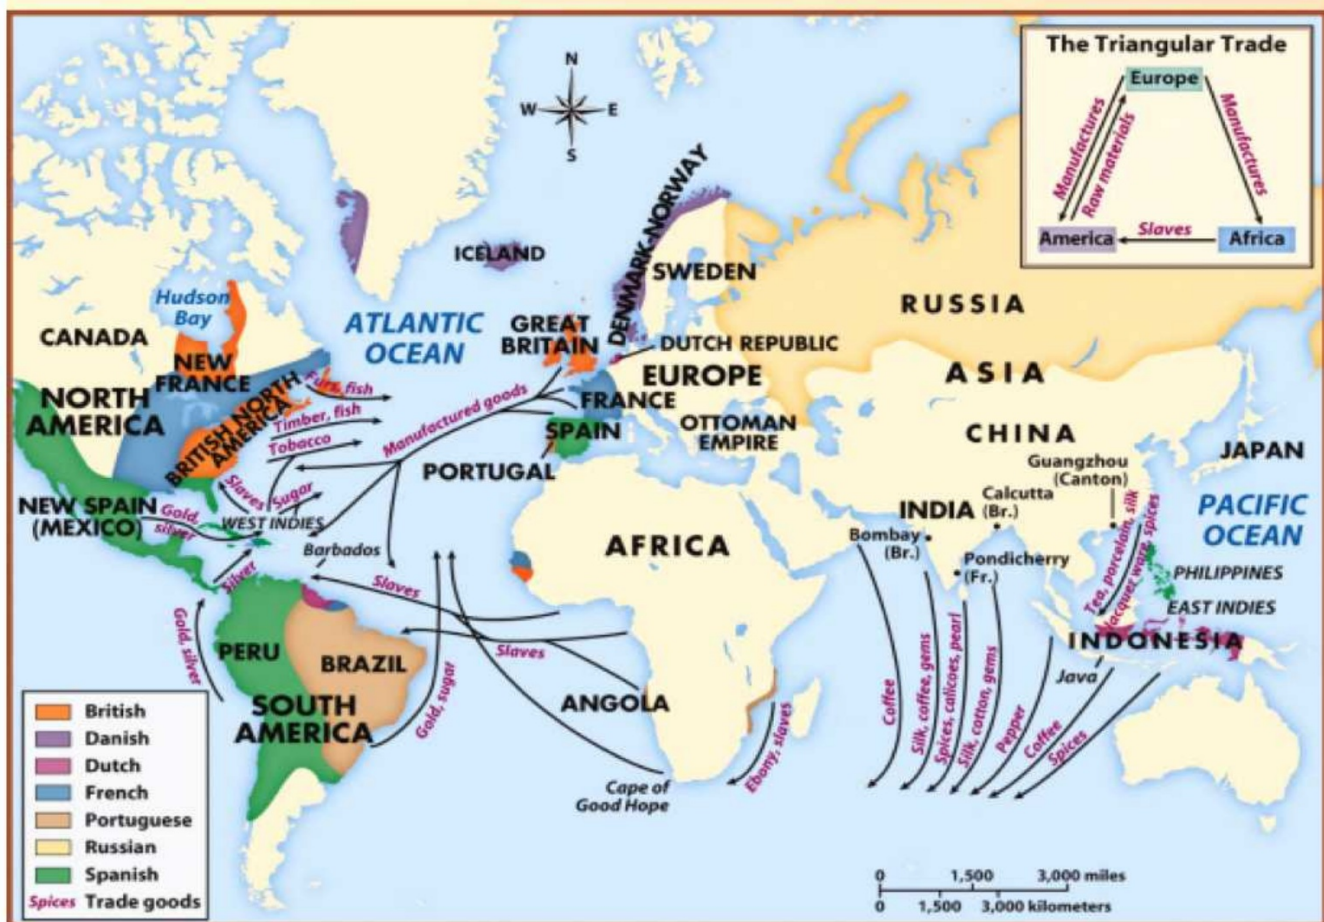 The Triangular Trade
Europe
Manufactures
Raw materials
Manufactures
America
Slaves
Africa
N
W
E
S
ICELAND
DENMARK-NORWAY
SWEDEN
RUSSIA
Hudson
Bay
CANADA
ATLANTIC
OCEAN
GREAT
BRITAIN
DUTCH REPUBLIC
NEW
FRANCE
EUROPE
ASIA
NORTH
AMERICA
BRITISH NORTH
AMERICA
Furs, fish
Timber, fish
Tobacco
Manufactured goods
FRANCE
SPAIN
OTTOMAN
EMPIRE
CHINA
JAPAN
PORTUGAL
Guangzhou
(Canton)
NEW SPAIN
(MEXICO)
Gold,
silver
Slaves
Sugar
WEST INDIES
INDIA
Calcutta
(Br.)
PACIFIC
OCEAN
Barbados
AFRICA
Bombay
(Br.)
Pondicherry
(Fr.)
Tea, porcelain, silk
lacquer ware, spices
PHILIPPINES
EAST INDIES
Silver
Slaves
Gold, silver
PERU
BRAZIL
Slaves
INDONESIA
Java
SOUTH
AMERICA
Gold, sugar
ANGOLA
Ebony, slaves
Coffee
Silk, coffee, gems
Spices, calicoes, pearl
Silk, cotton, gems
Pepper
Coffee
Spices
Cape of
Good Hope
British
Danish
Dutch
French
Portuguese
Russian
Spanish
Spices Trade goods
0 1,500 3,000 miles
0 1,500 3,000 kilometers